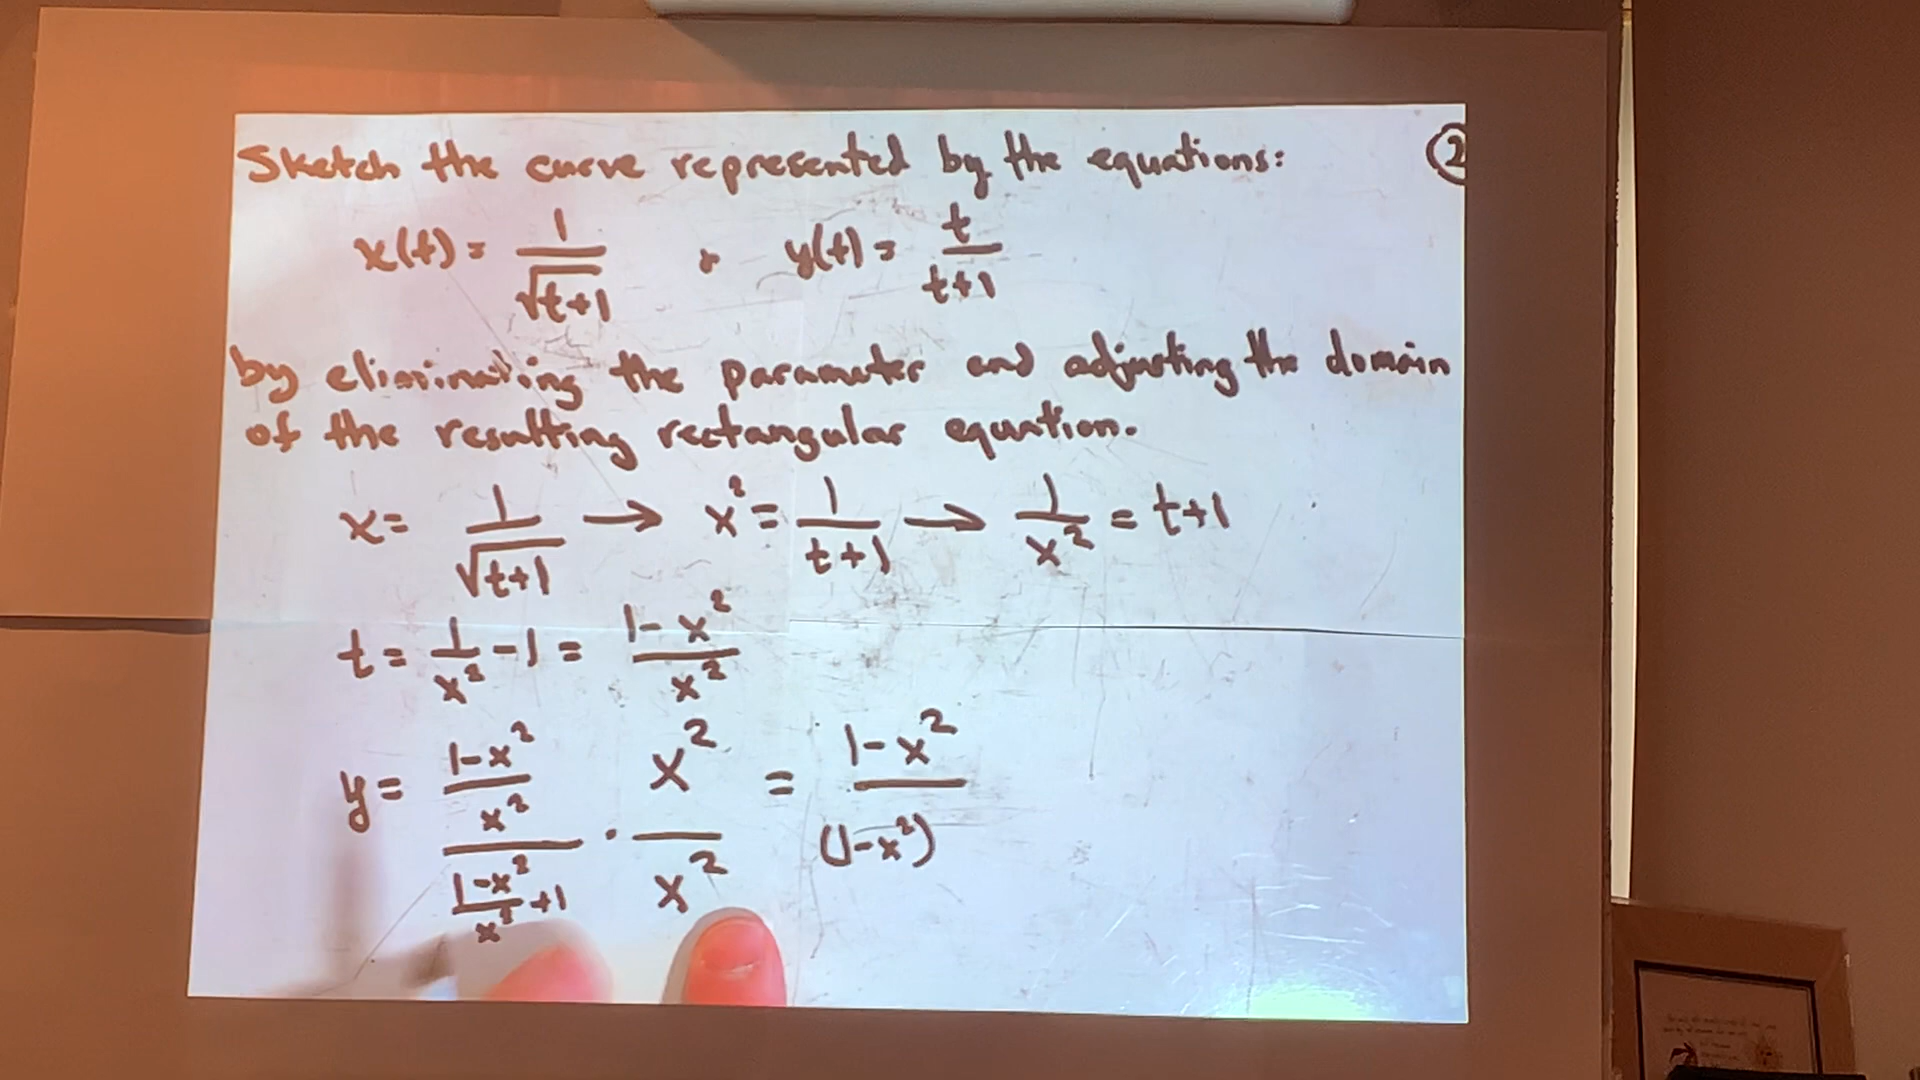 Sketch the curve represented by the equations: ②
x(t) = 1/√(t+1) & y(t) = t/(t+1)
by eliminating the parameter and adjusting the domain
of the resulting rectangular equation.
x = 1/√(t+1) → x² = 1/(t+1) → 1/x² = t+1
t = 1/x² - 1 = (1-x²)/x²
y = ((1-x²)/x²)/((1-x²)/x² + 1) · x²/x² = (1-x²)/(1-x²)